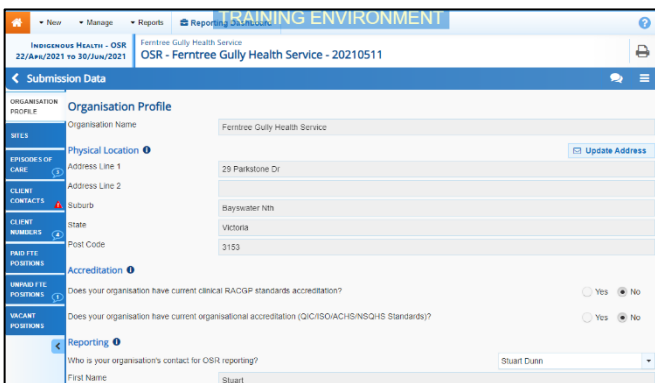 TRAINING ENVIRONMENT
New Manage Reports Reporting Dashboard
INDIGENOUS HEALTH - OSR
22/APR/2021 TO 30/JUN/2021
Ferntree Gully Health Service
OSR - Ferntree Gully Health Service - 20210511
Submission Data
ORGANISATION PROFILE
SITES
EPISODES OF CARE 3
CLIENT CONTACTS
CLIENT NUMBERS 4
PAID FTE POSITIONS
UNPAID FTE POSITIONS 1
VACANT POSITIONS
Organisation Profile
Organisation Name Ferntree Gully Health Service
Physical Location Update Address
Address Line 1 29 Parkstone Dr
Address Line 2
Suburb Bayswater Nth
State Victoria
Post Code 3153
Accreditation
Does your organisation have current clinical RACGP standards accreditation? Yes No
Does your organisation have current organisational accreditation (QIC/ISO/ACHS/NSQHS Standards)? Yes No
Reporting
Who is your organisation's contact for OSR reporting? Stuart Dunn
First Name Stuart